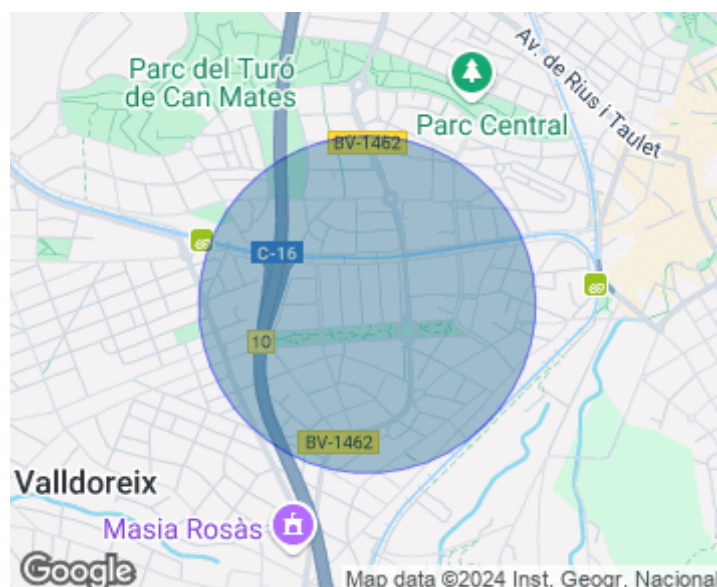 Av. de Rius i Taulet
Parc del Turó
de Can Mates
Parc Central
BV-1462
C-16
10
BV-1462
Valldoreix
Masia Rosàs
Google
Map data ©2024 Inst. Geogr. Nacional